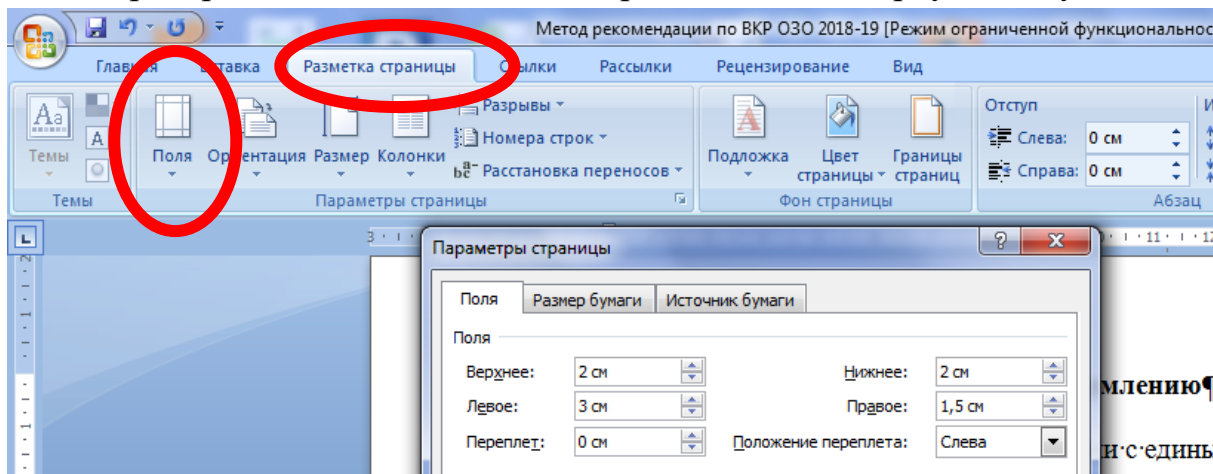 Метод рекомендации по ВКР ОЗО 2018-19 [Режим ограниченной функциональнос
Главная Вставка Разметка страницы Ссылки Рассылки Рецензирование Вид
Темы
Поля Ориентация Размер Колонки
Разрывы
Номера строк
Расстановка переносов
Подложка
Цвет страницы
Границы страниц
Отступ
Слева: 0 см
Справа: 0 см
Темы Параметры страницы Фон страницы Абзац
Параметры страницы
Поля Размер бумаги Источник бумаги
Поля
Верхнее: 2 см Нижнее: 2 см
Левое: 3 см Правое: 1,5 см
Переплет: 0 см Положение переплета: Слева
млению¶
и·с·едины